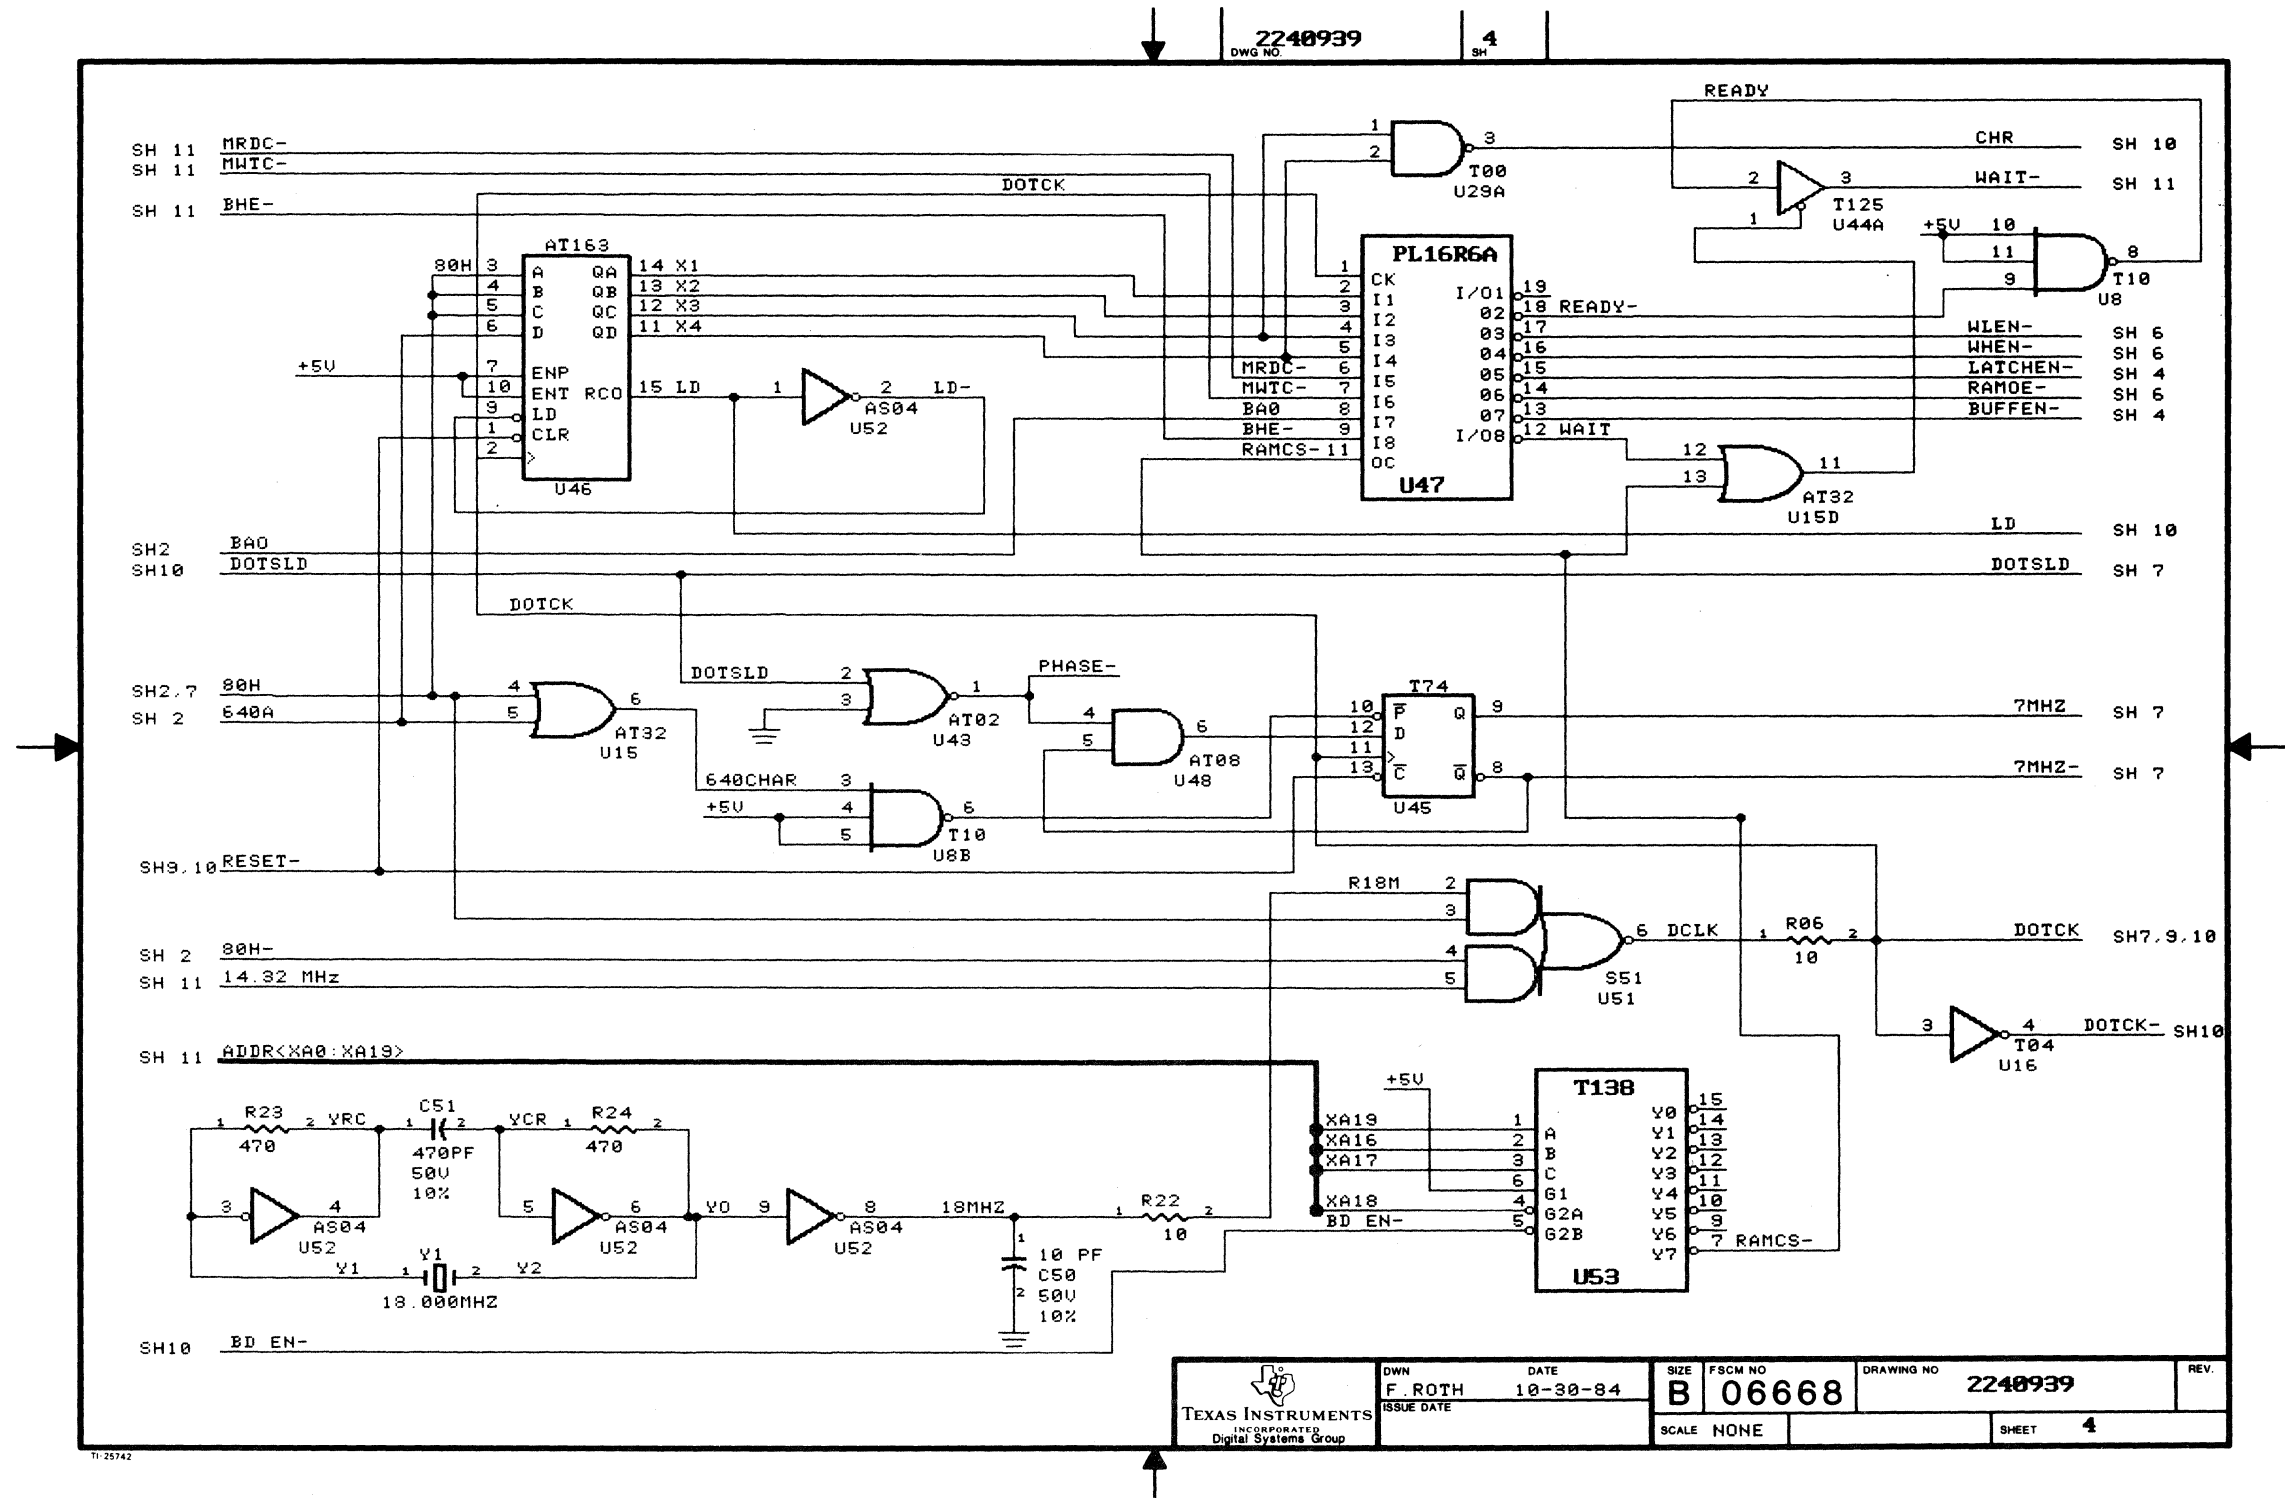 2240939
DWG NO.
4
SH
READY
SH 11 MRDC-
SH 11 MWTC-
DOTCK
SH 11 BHE-
1
2
3
T00
U29A
CHR SH 10
2
3
WAIT- SH 11
1
T125
U44A
+5V 10
11
9
8
T10
U8
AT163
80H 3 A QA 14 X1
4 B QB 13 X2
5 C QC 12 X3
6 D QD 11 X4
+5V 7 ENP
10 ENT RCO 15 LD
9 LD
1 CLR
2
U46
1
2 LD-
AS04
U52
PL16R6A
1 CK
2 I1
3 I2
4 I3
5 I4
MRDC- 6 I5
MWTC- 7 I6
BA0 8 I7
BHE- 9 I8
RAMCS- 11 OC
I/O1 19
02 18 READY-
03 17
04 16
05 15
06 14
07 13
I/O8 12 WAIT
U47
WLEN- SH 6
WHEN- SH 6
LATCHEN- SH 4
RAMOE- SH 6
BUFFEN- SH 4
12
13
11
AT32
U15D
LD SH 10
SH2 BAO
SH10 DOTSLD
DOTSLD SH 7
DOTCK
SH2,7 80H
SH 2 640A
4
5
6
AT32
U15
DOTSLD 2
3
1
AT02
U43
PHASE-
4
5
6
AT08
U48
T74
10 P Q 9
12 D
11
13 C Q 8
U45
7MHZ SH 7
7MHZ- SH 7
640CHAR 3
+5V 4
5
6
T10
U8B
SH9,10 RESET-
R18M 2
3
4
5
6 DCLK
S51
U51
1 R06 2
10
DOTCK SH7,9,10
SH 2 80H-
SH 11 14.32 MHz
3
4 DOTCK- SH10
T04
U16
SH 11 ADDR<XA0:XA19>
1 R23 2 YRC
470
1 C51 2 YCR
470PF
50V
10%
1 R24 2
470
3
4
AS04
U52
5
6
AS04
U52
YO 9
8
AS04
U52
18MHZ
1 R22 2
10
Y1 1 Y1 2 Y2
18.000MHZ
1
10 PF
C50
2 50V
10%
+5V
T138
XA19 1 A
XA16 2 B
XA17 3 C
6 G1
XA18 4 G2A
BD EN- 5 G2B
Y0 15
Y1 14
Y2 13
Y3 12
Y4 11
Y5 10
Y6 9
Y7 7 RAMCS-
U53
SH10 BD EN-
TEXAS INSTRUMENTS
INCORPORATED
Digital Systems Group
DWN DATE
F.ROTH 10-30-84
ISSUE DATE
SIZE
B
FSCM NO
06668
DRAWING NO
2240939
REV.
SCALE NONE
SHEET 4
TI-25742